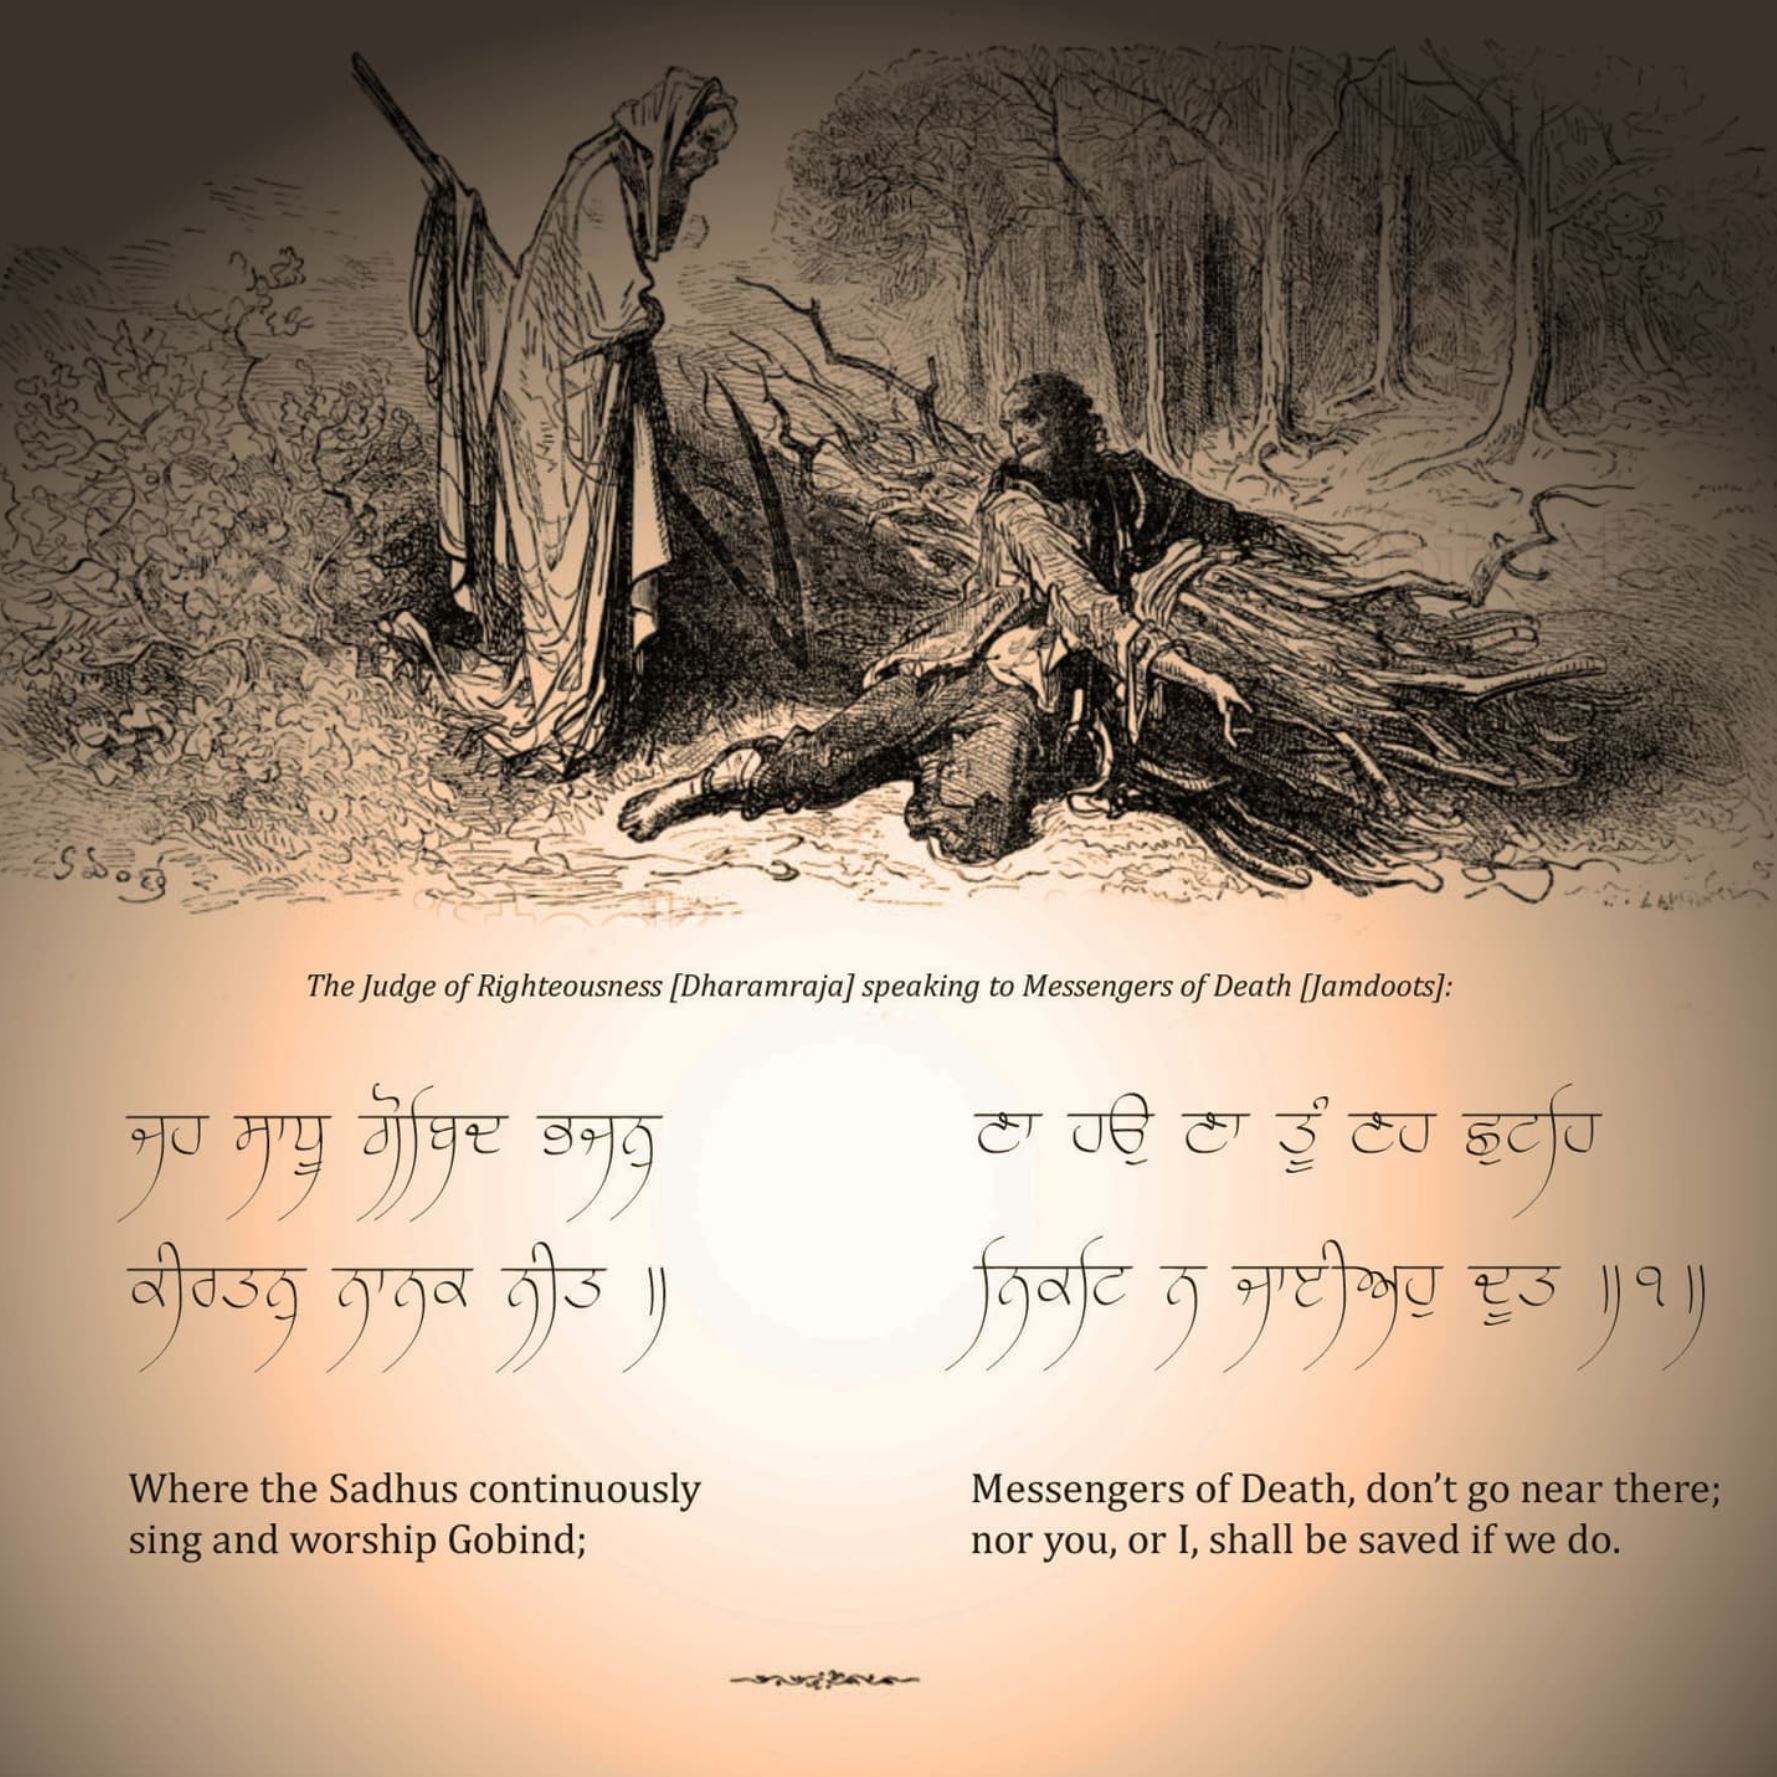 The Judge of Righteousness [Dharamraja] speaking to Messengers of Death [Jamdoots]:
ਜਹ ਸਾਧੂ ਗੋਬਿਦ ਭਜਨੁ
ਕੀਰਤਨੁ ਨਾਨਕ ਨੀਤ ॥
ਣਾ ਹਉ ਣਾ ਤੂੰ ਣਹ ਛੁਟਹਿ
ਨਿਕਟਿ ਨ ਜਾਈਅਹੁ ਦੂਤ ॥੧॥
Where the Sadhus continuously
sing and worship Gobind;
Messengers of Death, don’t go near there;
nor you, or I, shall be saved if we do.